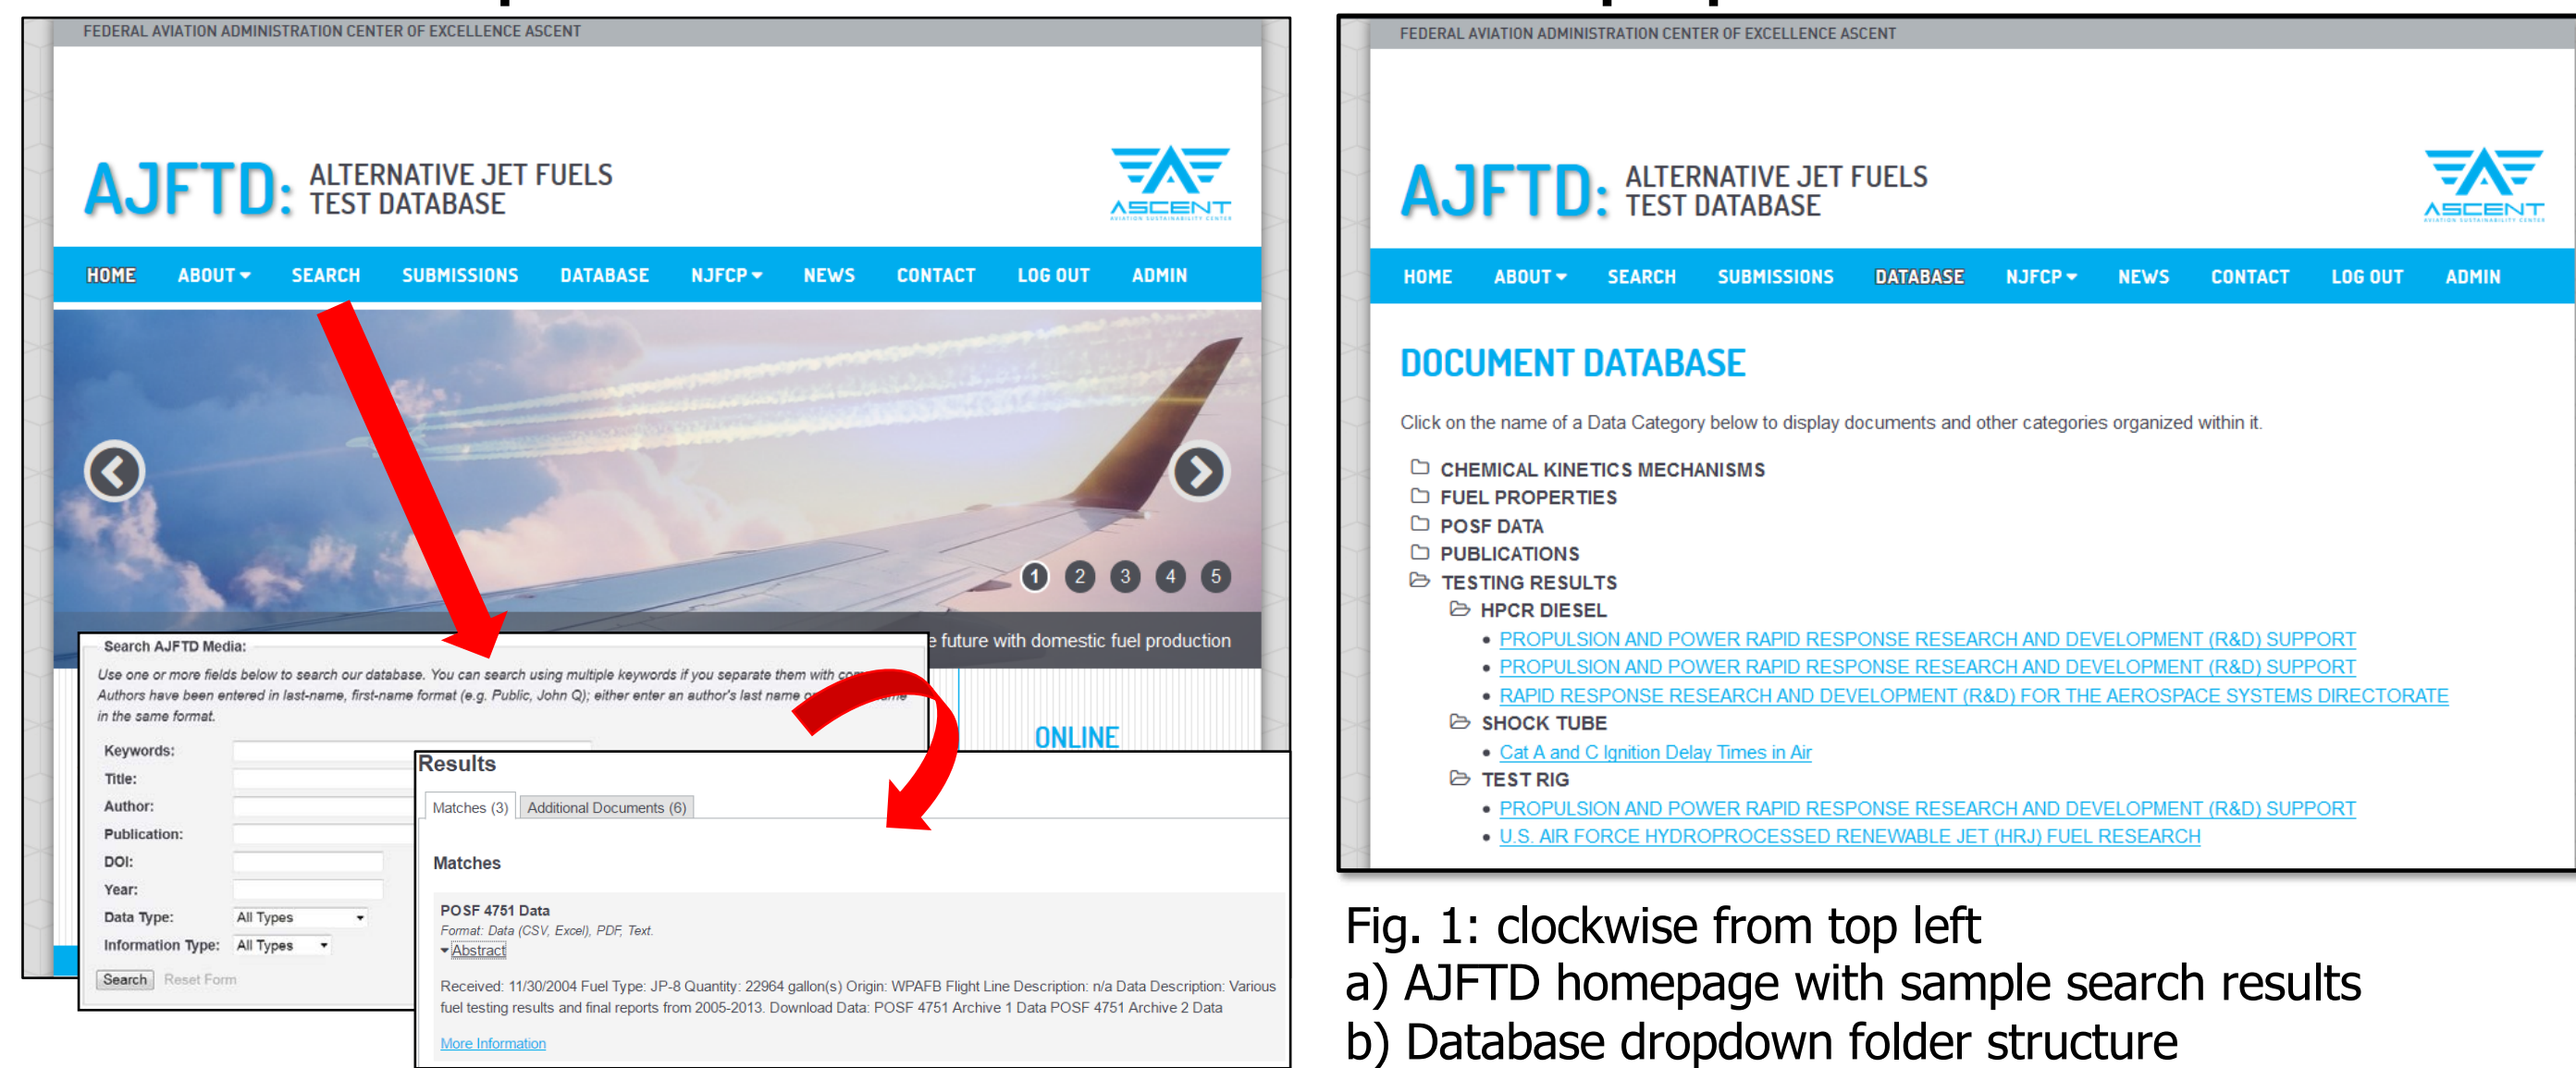 FEDERAL AVIATION ADMINISTRATION CENTER OF EXCELLENCE ASCENT
AJFTD: ALTERNATIVE JET FUELS
TEST DATABASE
ASCENT
AVIATION SUSTAINABILITY CENTER
HOME ABOUT SEARCH SUBMISSIONS DATABASE NJFCP NEWS CONTACT LOG OUT ADMIN
1 2 3 4 5
e future with domestic fuel production
ONLINE
Search AJFTD Media:
Use one or more fields below to search our database. You can search using multiple keywords if you separate them with
Authors have been entered in last-name, first-name format (e.g. Public, John Q); either enter an author's last name
in the same format.
Keywords:
Title:
Author:
Publication:
DOI:
Year:
Data Type: All Types
Information Type: All Types
Search Reset Form
Results
Matches (3) Additional Documents (6)
Matches
POSF 4751 Data
Format: Data (CSV, Excel), PDF, Text.
Abstract
Received: 11/30/2004 Fuel Type: JP-8 Quantity: 22964 gallon(s) Origin: WPAFB Flight Line Description: n/a Data Description: Various
fuel testing results and final reports from 2005-2013. Download Data: POSF 4751 Archive 1 Data POSF 4751 Archive 2 Data
More Information
FEDERAL AVIATION ADMINISTRATION CENTER OF EXCELLENCE ASCENT
AJFTD: ALTERNATIVE JET FUELS
TEST DATABASE
ASCENT
AVIATION SUSTAINABILITY CENTER
HOME ABOUT SEARCH SUBMISSIONS DATABASE NJFCP NEWS CONTACT LOG OUT ADMIN
DOCUMENT DATABASE
Click on the name of a Data Category below to display documents and other categories organized within it.
CHEMICAL KINETICS MECHANISMS
FUEL PROPERTIES
POSF DATA
PUBLICATIONS
TESTING RESULTS
HPCR DIESEL
• PROPULSION AND POWER RAPID RESPONSE RESEARCH AND DEVELOPMENT (R&D) SUPPORT
• PROPULSION AND POWER RAPID RESPONSE RESEARCH AND DEVELOPMENT (R&D) SUPPORT
• RAPID RESPONSE RESEARCH AND DEVELOPMENT (R&D) FOR THE AEROSPACE SYSTEMS DIRECTORATE
SHOCK TUBE
• Cat A and C Ignition Delay Times in Air
TEST RIG
• PROPULSION AND POWER RAPID RESPONSE RESEARCH AND DEVELOPMENT (R&D) SUPPORT
• U.S. AIR FORCE HYDROPROCESSED RENEWABLE JET (HRJ) FUEL RESEARCH
Fig. 1: clockwise from top left
a) AJFTD homepage with sample search results
b) Database dropdown folder structure